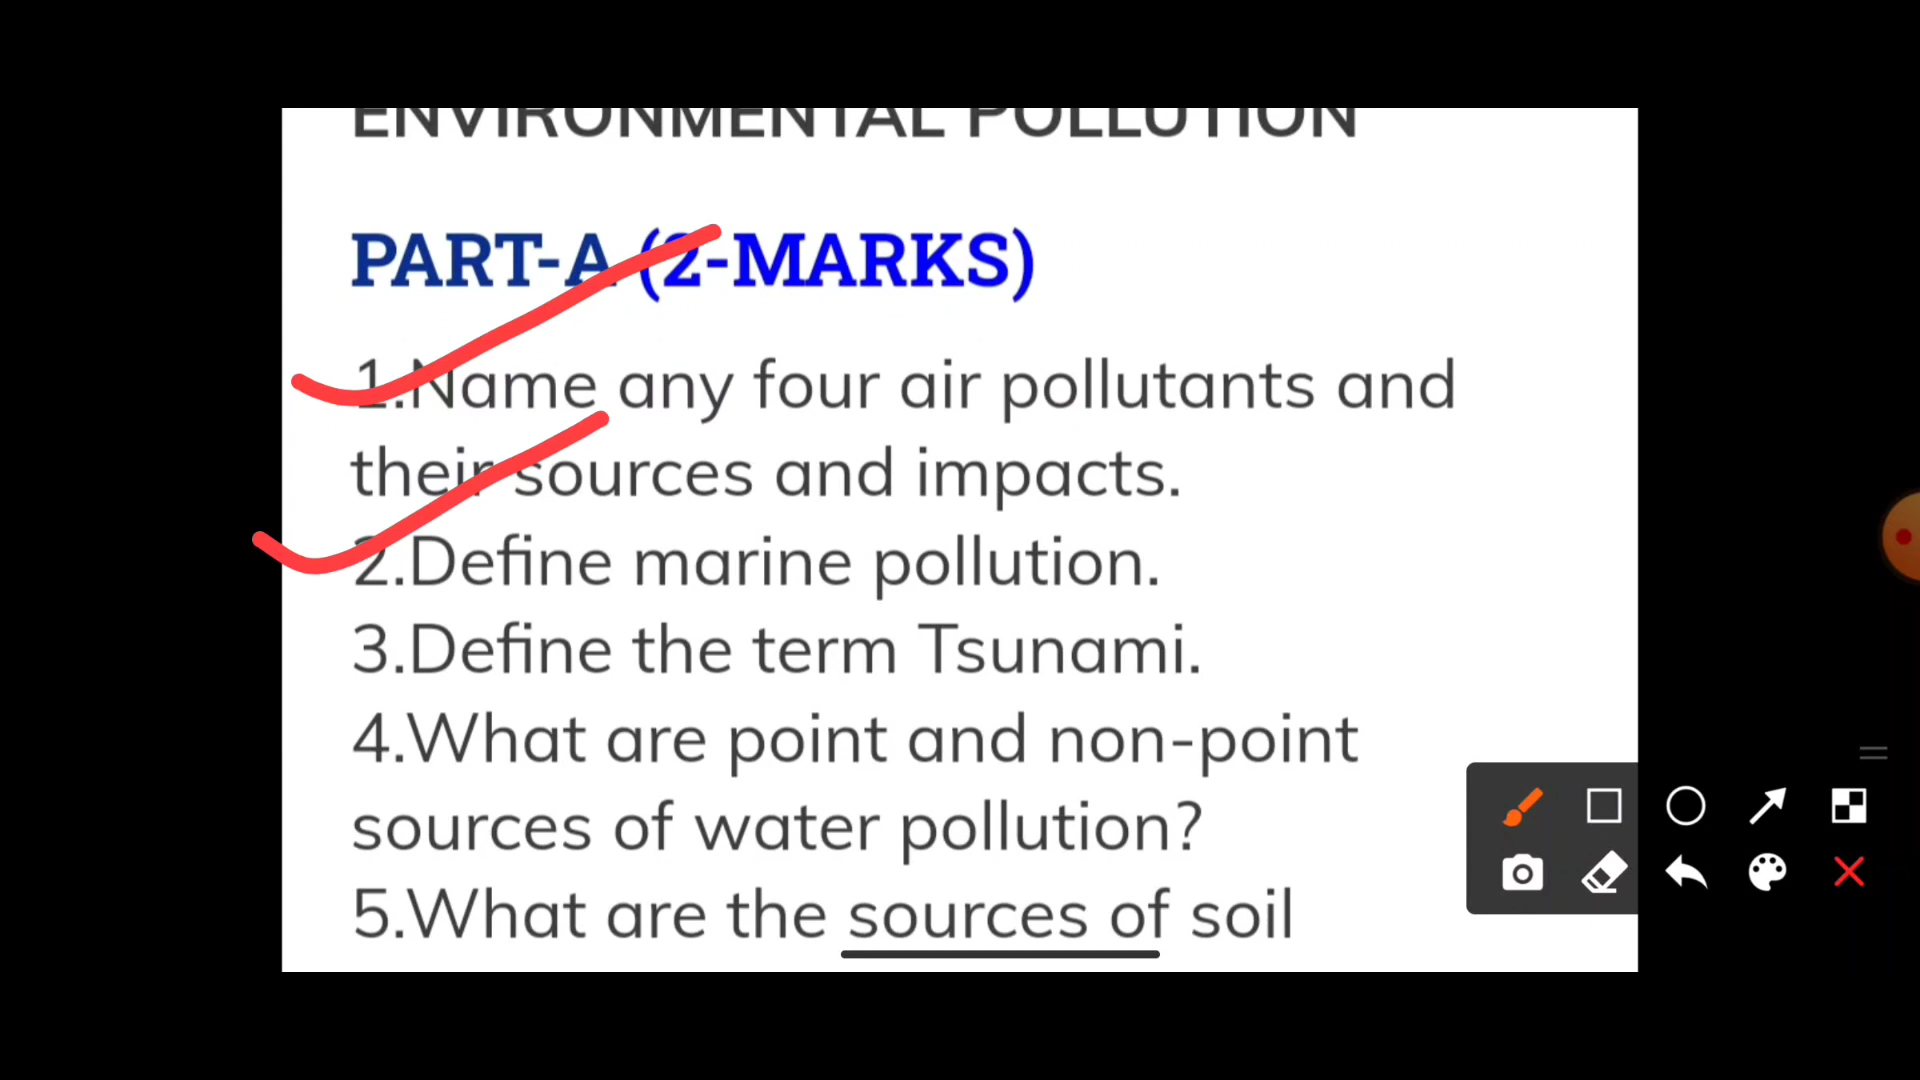 ENVIRONMENTAL POLLUTION
PART-A (2-MARKS)
1.Name any four air pollutants and
their sources and impacts.
2.Define marine pollution.
3.Define the term Tsunami.
4.What are point and non-point
sources of water pollution?
5.What are the sources of soil